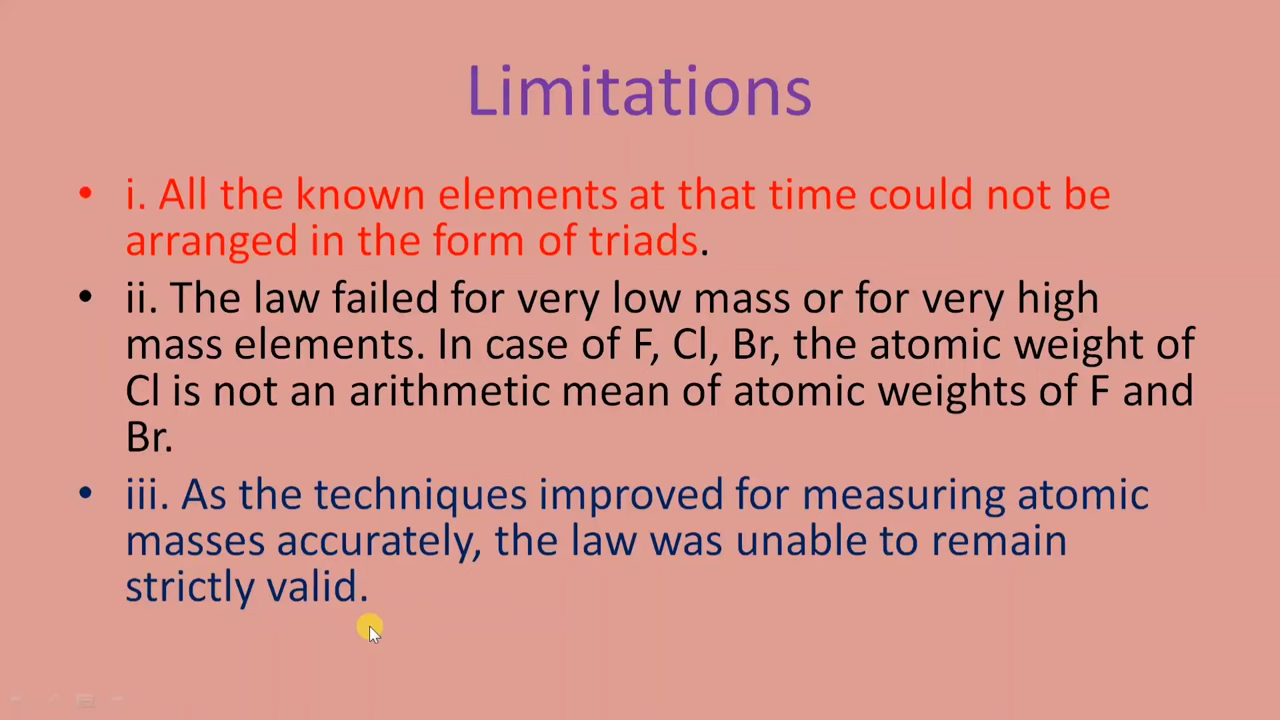 Limitations
• i. All the known elements at that time could not be
arranged in the form of triads.
• ii. The law failed for very low mass or for very high
mass elements. In case of F, Cl, Br, the atomic weight of
Cl is not an arithmetic mean of atomic weights of F and
Br.
• iii. As the techniques improved for measuring atomic
masses accurately, the law was unable to remain
strictly valid.